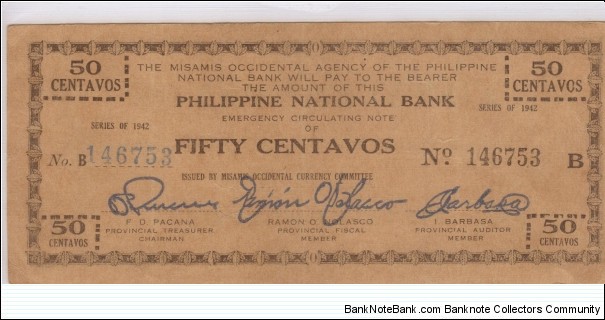 50
CENTAVOS
THE MISAMIS OCCIDENTAL AGENCY OF THE PHILIPPINE
NATIONAL BANK WILL PAY TO THE BEARER
THE AMOUNT OF THIS
50
CENTAVOS
PHILIPPINE NATIONAL BANK
SERIES OF 1942
EMERGENCY CIRCULATING NOTE
OF
SERIES OF 1942
FIFTY CENTAVOS
No. B 146753
Nº 146753 B
ISSUED BY MISAMIS OCCIDENTAL CURRENCY COMMITTEE
F. D. PACANA
PROVINCIAL TREASURER
CHAIRMAN
RAMON O. NOLASCO
PROVINCIAL FISCAL
MEMBER
I. BARBASA
PROVINCIAL AUDITOR
MEMBER
50
CENTAVOS
50
CENTAVOS
BankNoteBank.com - Banknote Collectors Community